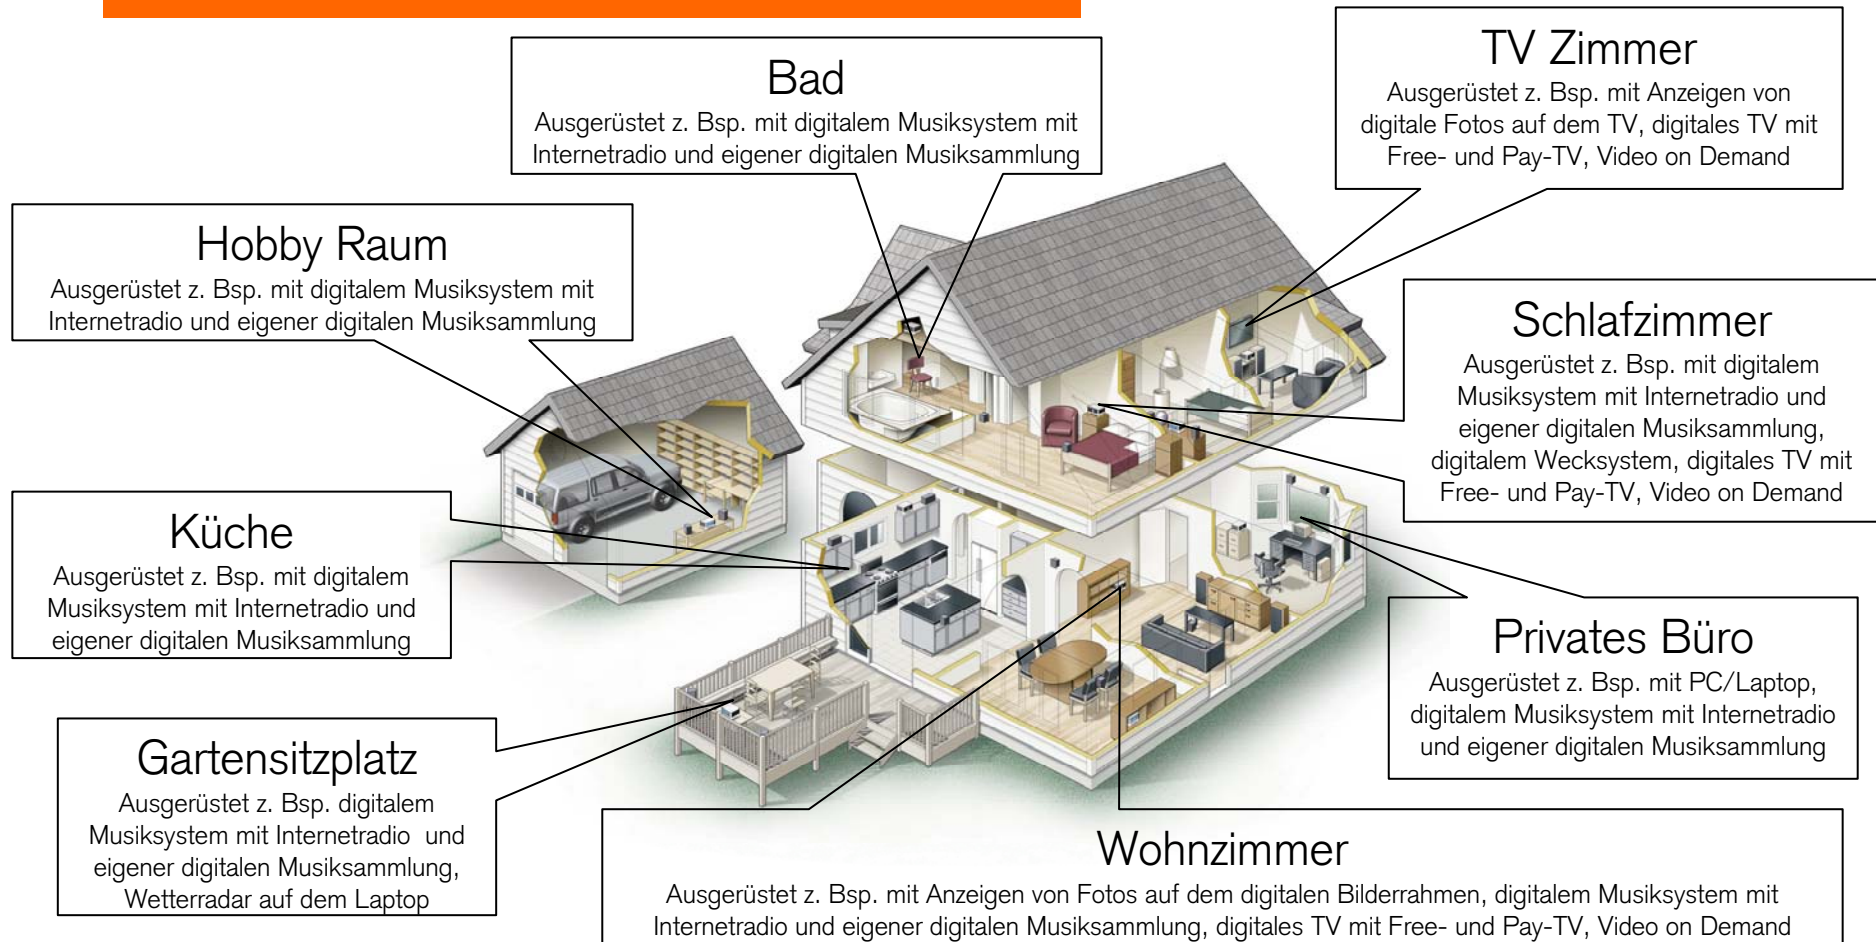 Bad
Ausgerüstet z. Bsp. mit digitalem Musiksystem mit
Internetradio und eigener digitalen Musiksammlung
TV Zimmer
Ausgerüstet z. Bsp. mit Anzeigen von
digitale Fotos auf dem TV, digitales TV mit
Free- und Pay-TV, Video on Demand
Hobby Raum
Ausgerüstet z. Bsp. mit digitalem Musiksystem mit
Internetradio und eigener digitalen Musiksammlung
Schlafzimmer
Ausgerüstet z. Bsp. mit digitalem
Musiksystem mit Internetradio und
eigener digitalen Musiksammlung,
digitalem Wecksystem, digitales TV mit
Free- und Pay-TV, Video on Demand
Küche
Ausgerüstet z. Bsp. mit digitalem
Musiksystem mit Internetradio und
eigener digitalen Musiksammlung
Privates Büro
Ausgerüstet z. Bsp. mit PC/Laptop,
digitalem Musiksystem mit Internetradio
und eigener digitalen Musiksammlung
Gartensitzplatz
Ausgerüstet z. Bsp. digitalem
Musiksystem mit Internetradio und
eigener digitalen Musiksammlung,
Wetterradar auf dem Laptop
Wohnzimmer
Ausgerüstet z. Bsp. mit Anzeigen von Fotos auf dem digitalen Bilderrahmen, digitalem Musiksystem mit
Internetradio und eigener digitalen Musiksammlung, digitales TV mit Free- und Pay-TV, Video on Demand